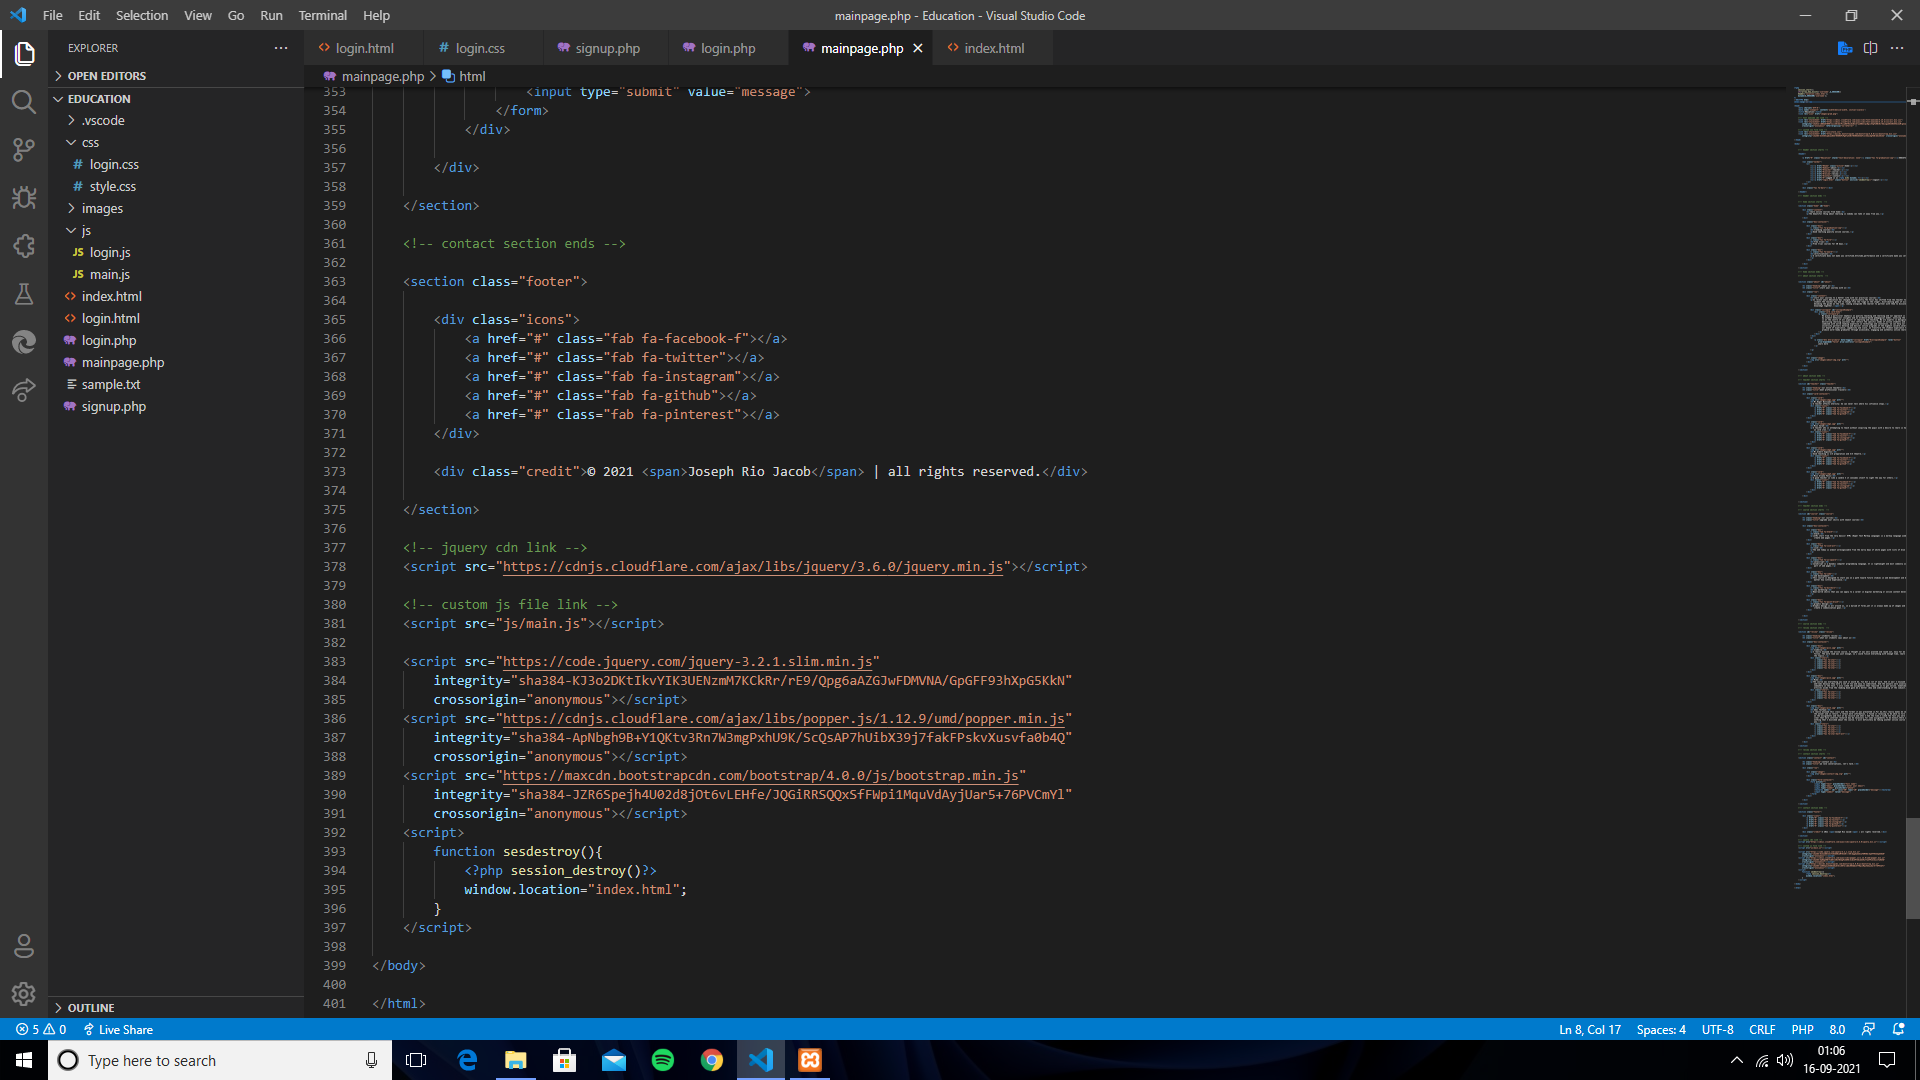 File Edit Selection View Go Run Terminal Help
mainpage.php - Education - Visual Studio Code
EXPLORER
OPEN EDITORS
EDUCATION
.vscode
css
# login.css
# style.css
images
js
JS login.js
JS main.js
<> index.html
<> login.html
login.php
mainpage.php
sample.txt
signup.php
OUTLINE
<> login.html # login.css signup.php login.php mainpage.php <> index.html
mainpage.php > html
353 <input type="submit" value="message">
354 </form>
355 </div>
356
357 </div>
358
359 </section>
360
361 <!-- contact section ends -->
362
363 <section class="footer">
364
365 <div class="icons">
366 <a href="#" class="fab fa-facebook-f"></a>
367 <a href="#" class="fab fa-twitter"></a>
368 <a href="#" class="fab fa-instagram"></a>
369 <a href="#" class="fab fa-github"></a>
370 <a href="#" class="fab fa-pinterest"></a>
371 </div>
372
373 <div class="credit">© 2021 <span>Joseph Rio Jacob</span> | all rights reserved.</div>
374
375 </section>
376
377 <!-- jquery cdn link -->
378 <script src="https://cdnjs.cloudflare.com/ajax/libs/jquery/3.6.0/jquery.min.js"></script>
379
380 <!-- custom js file link -->
381 <script src="js/main.js"></script>
382
383 <script src="https://code.jquery.com/jquery-3.2.1.slim.min.js"
384 integrity="sha384-KJ3o2DKtIkvYIK3UENzmM7KCkRr/rE9/Qpg6aAZGJwFDMVNA/GpGFF93hXpG5KkN"
385 crossorigin="anonymous"></script>
386 <script src="https://cdnjs.cloudflare.com/ajax/libs/popper.js/1.12.9/umd/popper.min.js"
387 integrity="sha384-ApNbgh9B+Y1QKtv3Rn7W3mgPxhU9K/ScQsAP7hUibX39j7fakFPskvXusvfa0b4Q"
388 crossorigin="anonymous"></script>
389 <script src="https://maxcdn.bootstrapcdn.com/bootstrap/4.0.0/js/bootstrap.min.js"
390 integrity="sha384-JZR6Spejh4U02d8jOt6vLEHfe/JQGiRRSQQxSfFWpi1MquVdAyjUar5+76PVCmYl"
391 crossorigin="anonymous"></script>
392 <script>
393 function sesdestroy(){
394 <?php session_destroy()?>
395 window.location="index.html";
396 }
397 </script>
398
399 </body>
400
401 </html>
5 0 Live Share
Ln 8, Col 17 Spaces: 4 UTF-8 CRLF PHP 8.0
Type here to search
01:06
16-09-2021